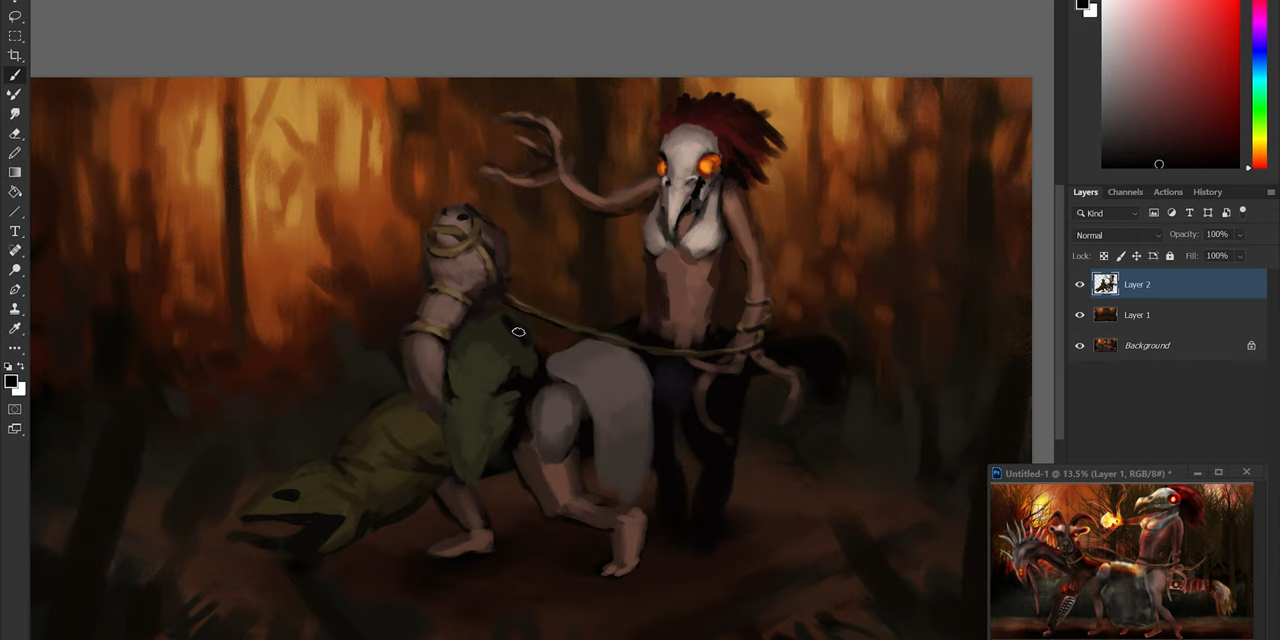 Layers Channels Actions History
Kind
Normal Opacity: 100%
Lock: Fill: 100%
Layer 2
Layer 1
Background
Untitled-1 @ 13.5% (Layer 1, RGB/8#) *